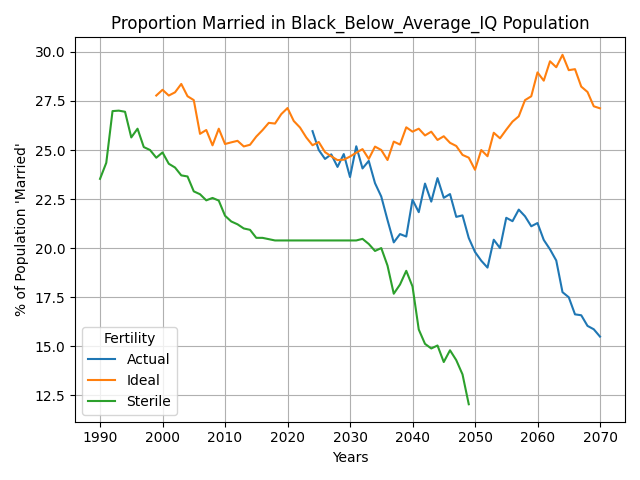 Proportion Married in Black_Below_Average_IQ Population
% of Population 'Married'
30.0
27.5
25.0
22.5
20.0
17.5
15.0
12.5
Fertility
Actual
Ideal
Sterile
1990 2000 2010 2020 2030 2040 2050 2060 2070
Years